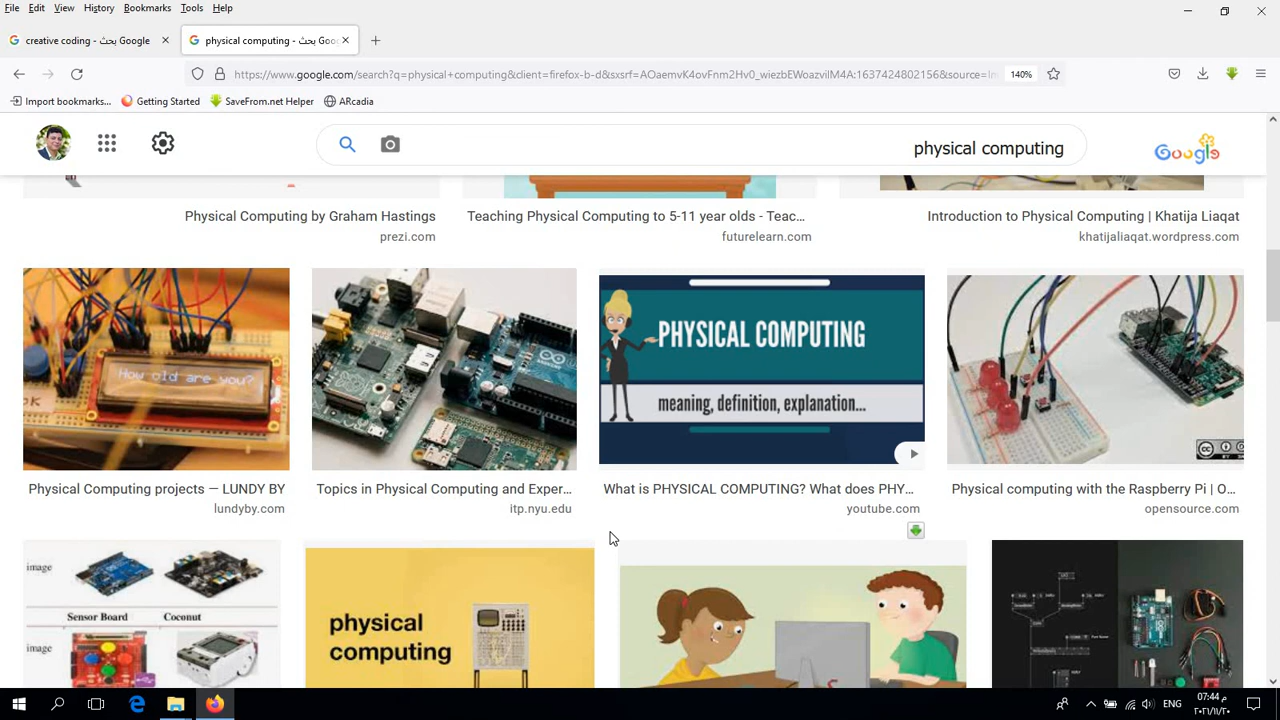 File Edit View History Bookmarks Tools Help
creative coding - بحث Google
physical computing - بحث Goo
https://www.google.com/search?q=physical+computing&client=firefox-b-d&sxsrf=AOaemvK4ovFnm2Hv0_wiezbEWoazvilM4A:1637424802156&source=lm
140%
Import bookmarks... Getting Started SaveFrom.net Helper ARcadia
physical computing
Google
Physical Computing by Graham Hastings
prezi.com
Teaching Physical Computing to 5-11 year olds - Teac...
futurelearn.com
Introduction to Physical Computing | Khatija Liaqat
khatijaliaqat.wordpress.com
How old are you?
PHYSICAL COMPUTING
meaning, definition, explanation...
Physical Computing projects — LUNDY BY
lundyby.com
Topics in Physical Computing and Exper...
itp.nyu.edu
What is PHYSICAL COMPUTING? What does PHY...
youtube.com
Physical computing with the Raspberry Pi | O...
opensource.com
image
Sensor Board Coconut
image
physical
computing
ENG
07:44 م